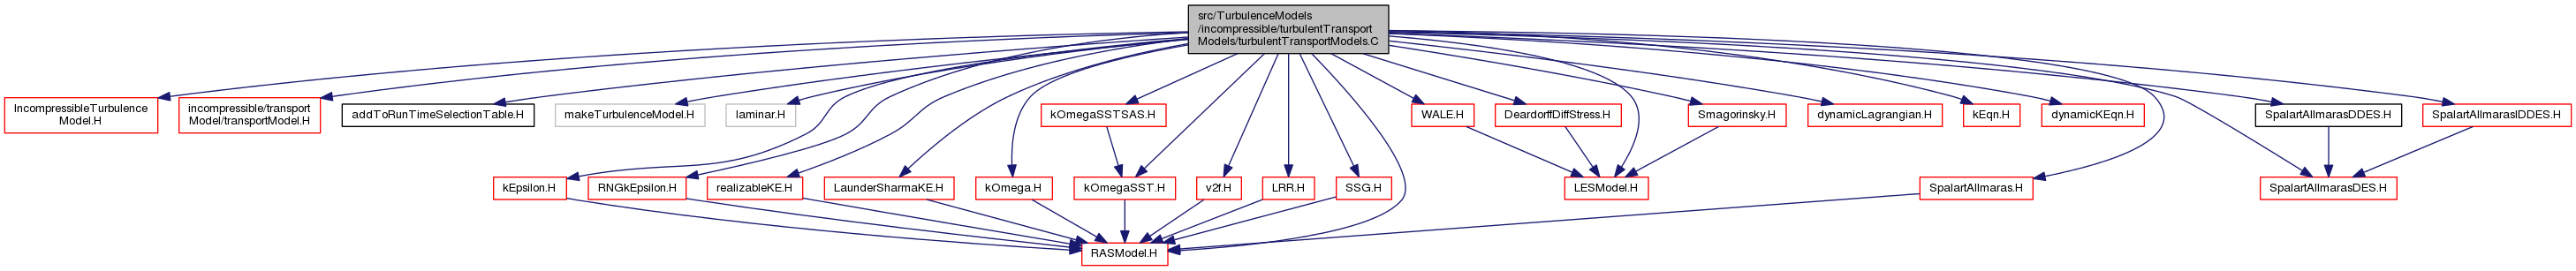 src/TurbulenceModels
/incompressible/turbulentTransport
Models/turbulentTransportModels.C
IncompressibleTurbulence
Model.H
incompressible/transport
Model/transportModel.H
addToRunTimeSelectionTable.H
makeTurbulenceModel.H
laminar.H
kOmegaSSTSAS.H
WALE.H
DeardorffDiffStress.H
Smagorinsky.H
dynamicLagrangian.H
kEqn.H
dynamicKEqn.H
SpalartAllmarasDDES.H
SpalartAllmarasIDDES.H
kEpsilon.H
RNGkEpsilon.H
realizableKE.H
LaunderSharmaKE.H
kOmega.H
kOmegaSST.H
v2f.H
LRR.H
SSG.H
LESModel.H
SpalartAllmaras.H
SpalartAllmarasDES.H
RASModel.H